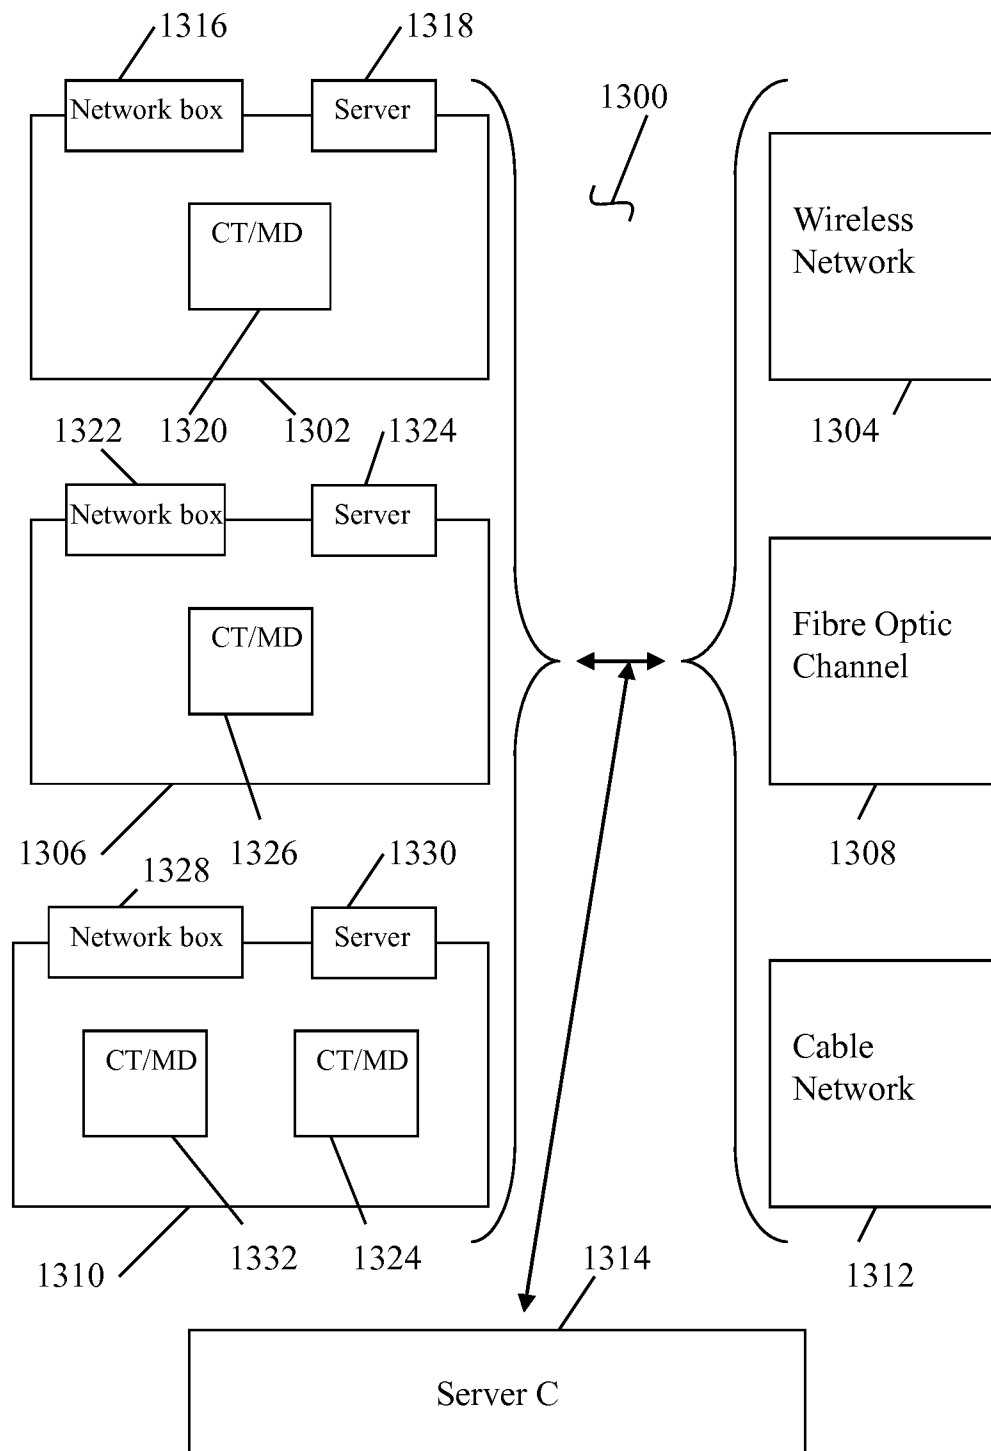 1316
1318
1300
Network box
Server
CT/MD
Wireless
Network
1322
1320
1302
1324
1304
Network box
Server
CT/MD
Fibre Optic
Channel
1306
1326
1330
1308
1328
Network box
Server
CT/MD
CT/MD
Cable
Network
1310
1332
1324
1314
1312
Server C